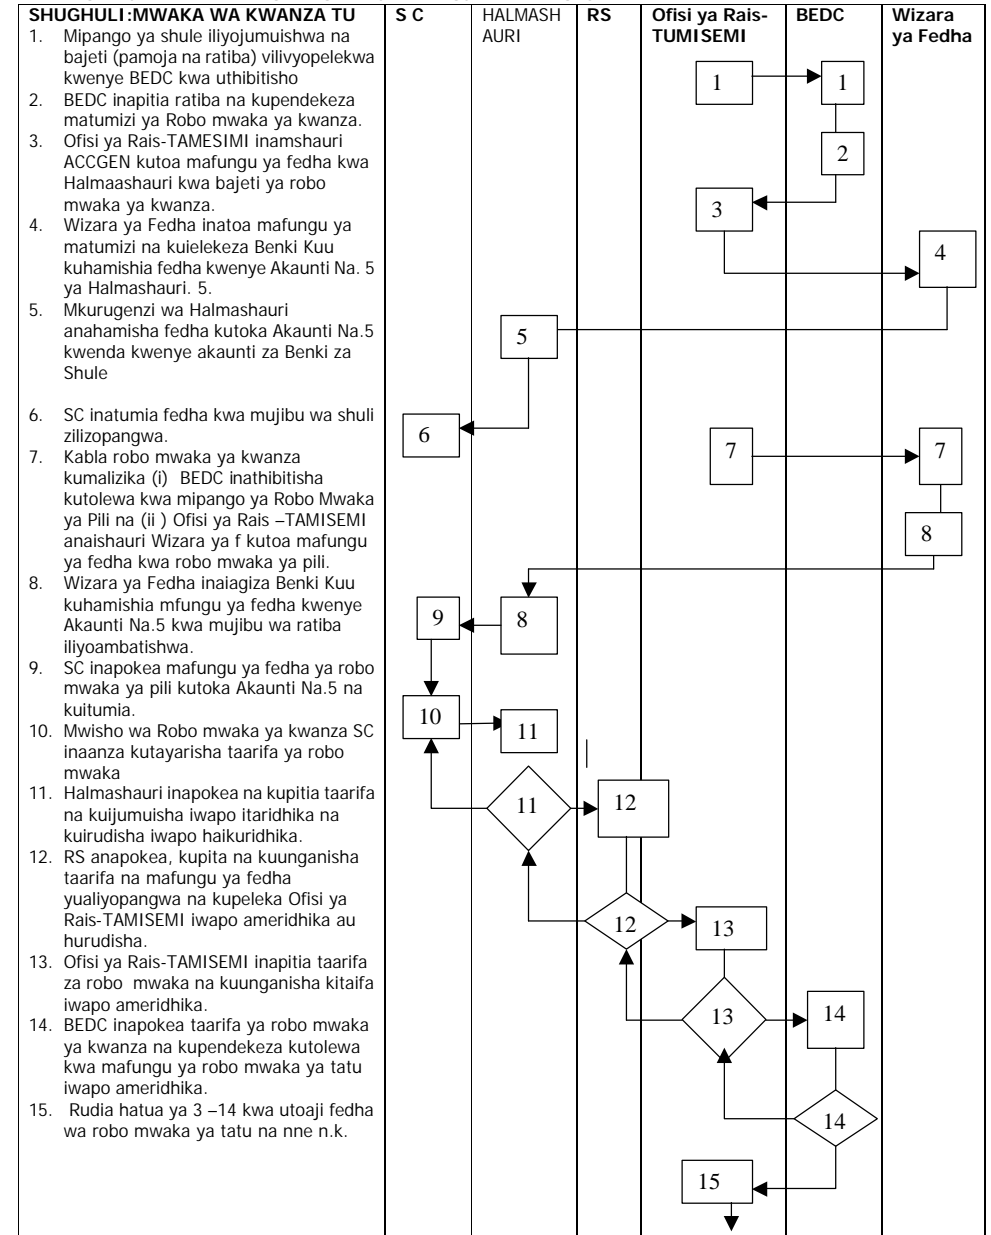 SHUGHULI:MWAKA WA KWANZA TU
1. Mipango ya shule iliyojumuishwa na
bajeti (pamoja na ratiba) vilivyopelekwa
kwenye BEDC kwa uthibitisho
2. BEDC inapitia ratiba na kupendekeza
matumizi ya Robo mwaka ya kwanza.
3. Ofisi ya Rais-TAMESIMI inamshauri
ACCGEN kutoa mafungu ya fedha kwa
Halmaashauri kwa bajeti ya robo
mwaka ya kwanza.
4. Wizara ya Fedha inatoa mafungu ya
matumizi na kuielekeza Benki Kuu
kuhamishia fedha kwenye Akaunti Na. 5
ya Halmashauri. 5.
5. Mkurugenzi wa Halmashauri
anahamisha fedha kutoka Akaunti Na.5
kwenda kwenye akaunti za Benki za
Shule
6. SC inatumia fedha kwa mujibu wa shuli
zilizopangwa.
7. Kabla robo mwaka ya kwanza
kumalizika (i) BEDC inathibitisha
kutolewa kwa mipango ya Robo Mwaka
ya Pili na (ii ) Ofisi ya Rais –TAMISEMI
anaishauri Wizara ya f kutoa mafungu
ya fedha kwa robo mwaka ya pili.
8. Wizara ya Fedha inaiagiza Benki Kuu
kuhamishia mfungu ya fedha kwenye
Akaunti Na.5 kwa mujibu wa ratiba
iliyoambatishwa.
9. SC inapokea mafungu ya fedha ya robo
mwaka ya pili kutoka Akaunti Na.5 na
kuitumia.
10. Mwisho wa Robo mwaka ya kwanza SC
inaanza kutayarisha taarifa ya robo
mwaka
11. Halmashauri inapokea na kupitia taarifa
na kuijumuisha iwapo itaridhika na
kuirudisha iwapo haikuridhika.
12. RS anapokea, kupita na kuunganisha
taarifa na mafungu ya fedha
yualiyopangwa na kupeleka Ofisi ya
Rais-TAMISEMI iwapo ameridhika au
hurudisha.
13. Ofisi ya Rais-TAMISEMI inapitia taarifa
za robo mwaka na kuunganisha kitaifa
iwapo ameridhika.
14. BEDC inapokea taarifa ya robo mwaka
ya kwanza na kupendekeza kutolewa
kwa mafungu ya robo mwaka ya tatu
iwapo ameridhika.
15. Rudia hatua ya 3 –14 kwa utoaji fedha
wa robo mwaka ya tatu na nne n.k.
S C
HALMASH
AURI
RS
Ofisi ya Rais-
TUMISEMI
BEDC
Wizara
ya Fedha
1
1
2
3
4
5
6
7
7
8
9
8
10
11
11
12
12
13
13
14
14
15